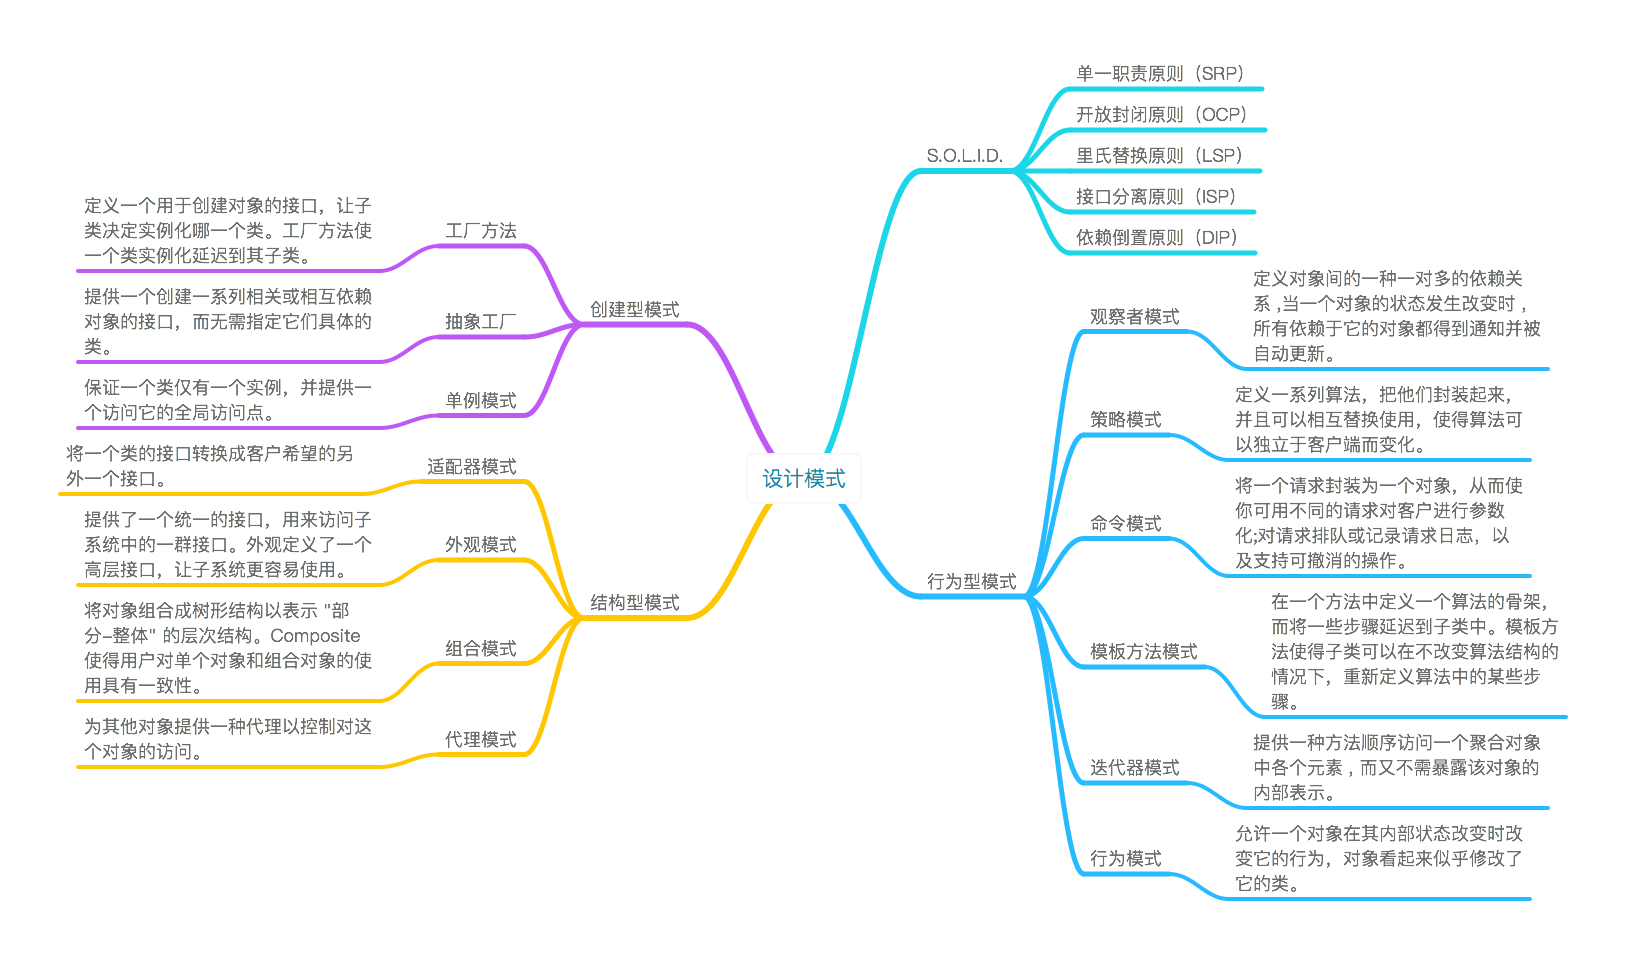 设计模式
S.O.L.I.D.
单一职责原则（SRP）
开放封闭原则（OCP）
里氏替换原则（LSP）
接口分离原则（ISP）
依赖倒置原则（DIP）
行为型模式
观察者模式
定义对象间的一种一对多的依赖关
系 ,当一个对象的状态发生改变时 ,
所有依赖于它的对象都得到通知并被
自动更新。
策略模式
定义一系列算法，把他们封装起来，
并且可以相互替换使用，使得算法可
以独立于客户端而变化。
命令模式
将一个请求封装为一个对象，从而使
你可用不同的请求对客户进行参数
化;对请求排队或记录请求日志，以
及支持可撤消的操作。
模板方法模式
在一个方法中定义一个算法的骨架，
而将一些步骤延迟到子类中。模板方
法使得子类可以在不改变算法结构的
情况下，重新定义算法中的某些步
骤。
迭代器模式
提供一种方法顺序访问一个聚合对象
中各个元素 , 而又不需暴露该对象的
内部表示。
行为模式
允许一个对象在其内部状态改变时改
变它的行为，对象看起来似乎修改了
它的类。
创建型模式
工厂方法
定义一个用于创建对象的接口，让子
类决定实例化哪一个类。工厂方法使
一个类实例化延迟到其子类。
抽象工厂
提供一个创建一系列相关或相互依赖
对象的接口，而无需指定它们具体的
类。
单例模式
保证一个类仅有一个实例，并提供一
个访问它的全局访问点。
结构型模式
适配器模式
将一个类的接口转换成客户希望的另
外一个接口。
外观模式
提供了一个统一的接口，用来访问子
系统中的一群接口。外观定义了一个
高层接口，让子系统更容易使用。
组合模式
将对象组合成树形结构以表示 "部
分-整体" 的层次结构。Composite
使得用户对单个对象和组合对象的使
用具有一致性。
代理模式
为其他对象提供一种代理以控制对这
个对象的访问。